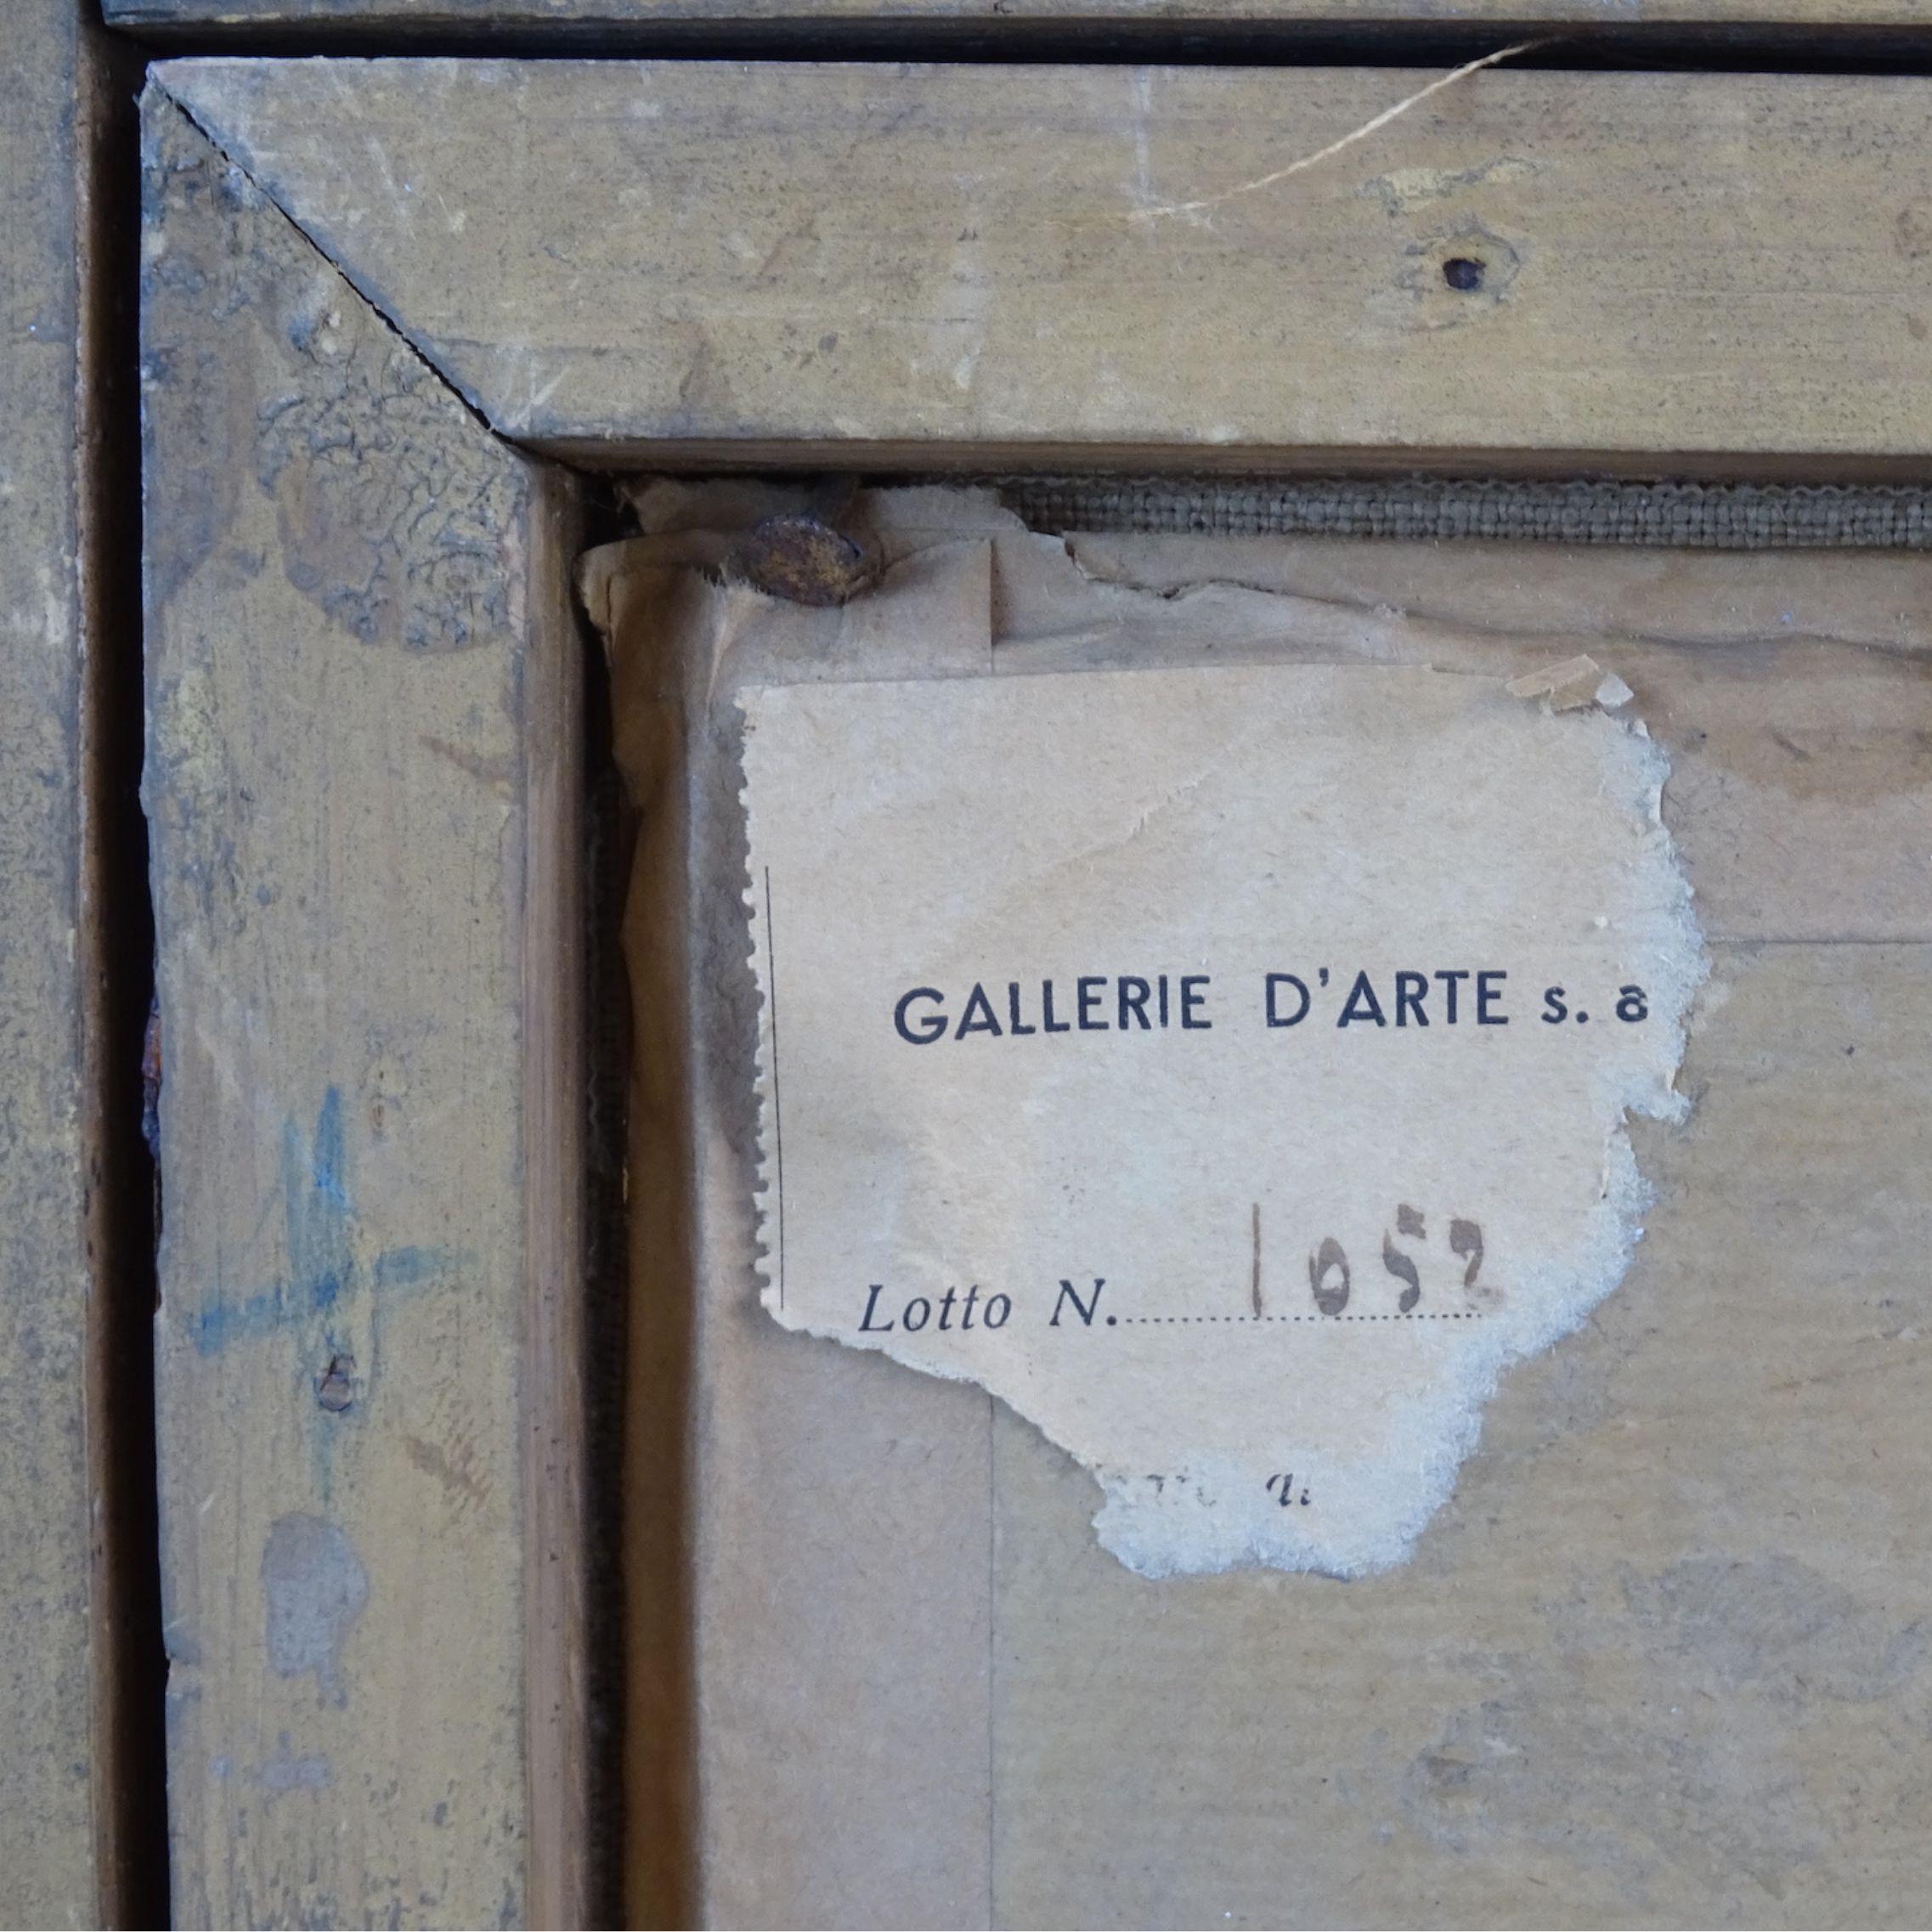 GALLERIE D'ARTE s. a
Lotto N. 1052